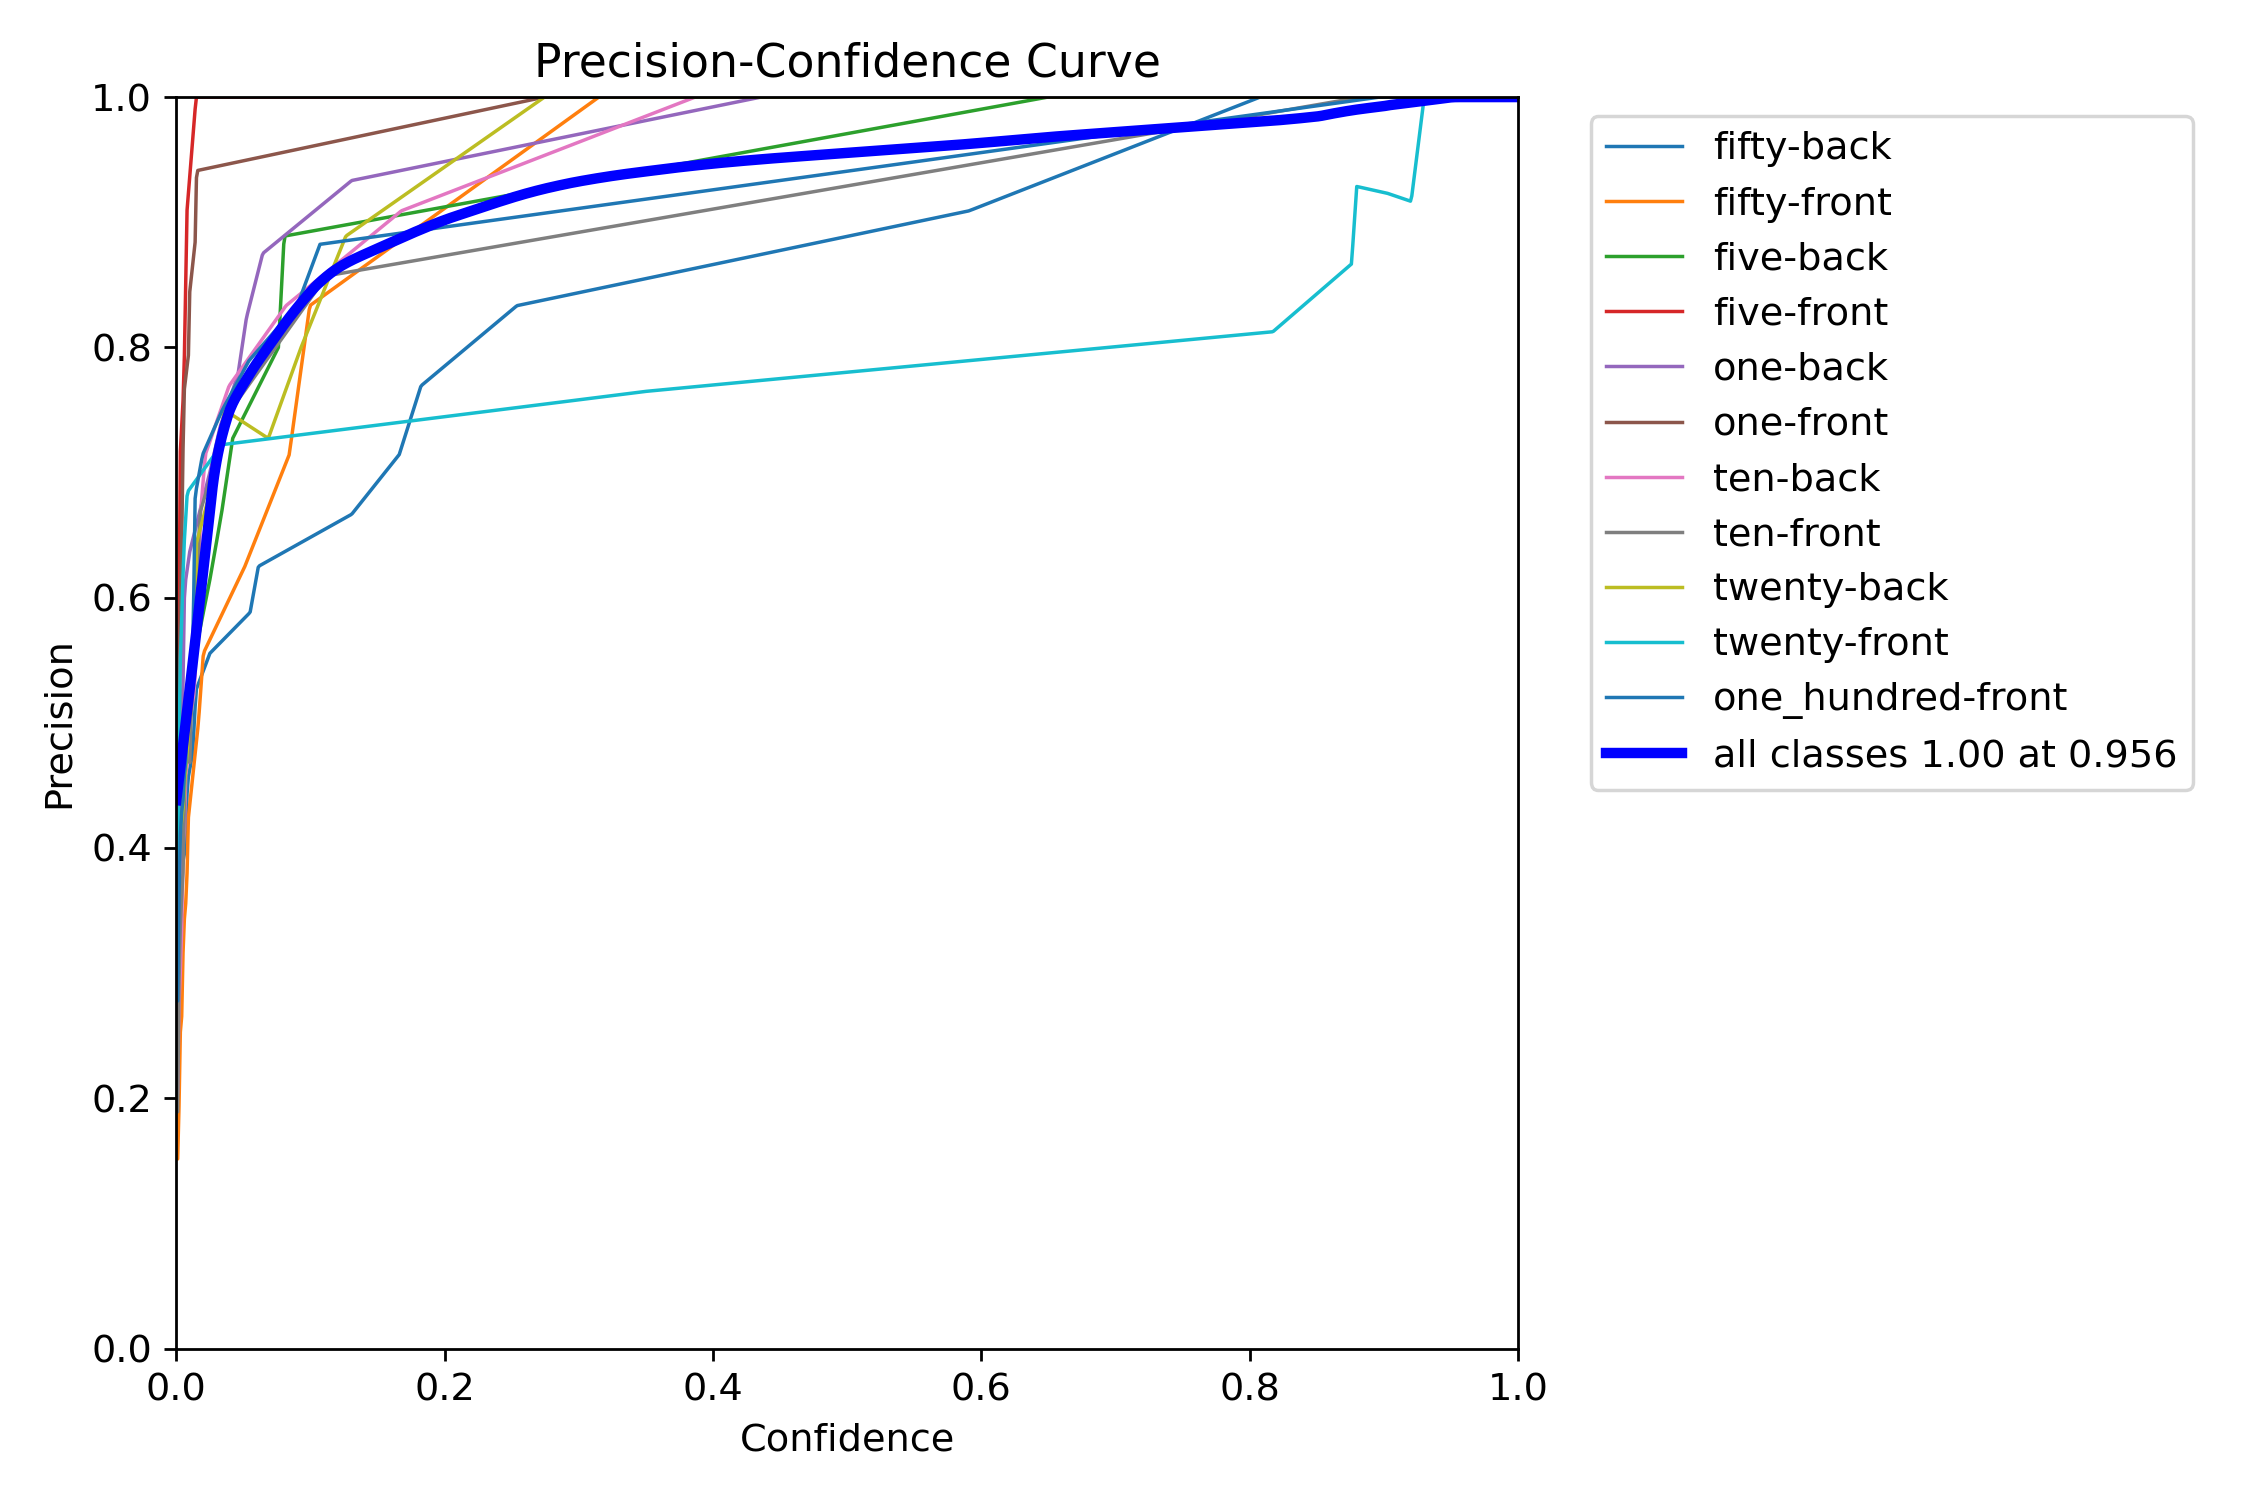 Precision-Confidence Curve
1.0
0.8
0.6
0.4
0.2
0.0
Precision
0.0 0.2 0.4 0.6 0.8 1.0
Confidence
fifty-back
fifty-front
five-back
five-front
one-back
one-front
ten-back
ten-front
twenty-back
twenty-front
one_hundred-front
all classes 1.00 at 0.956